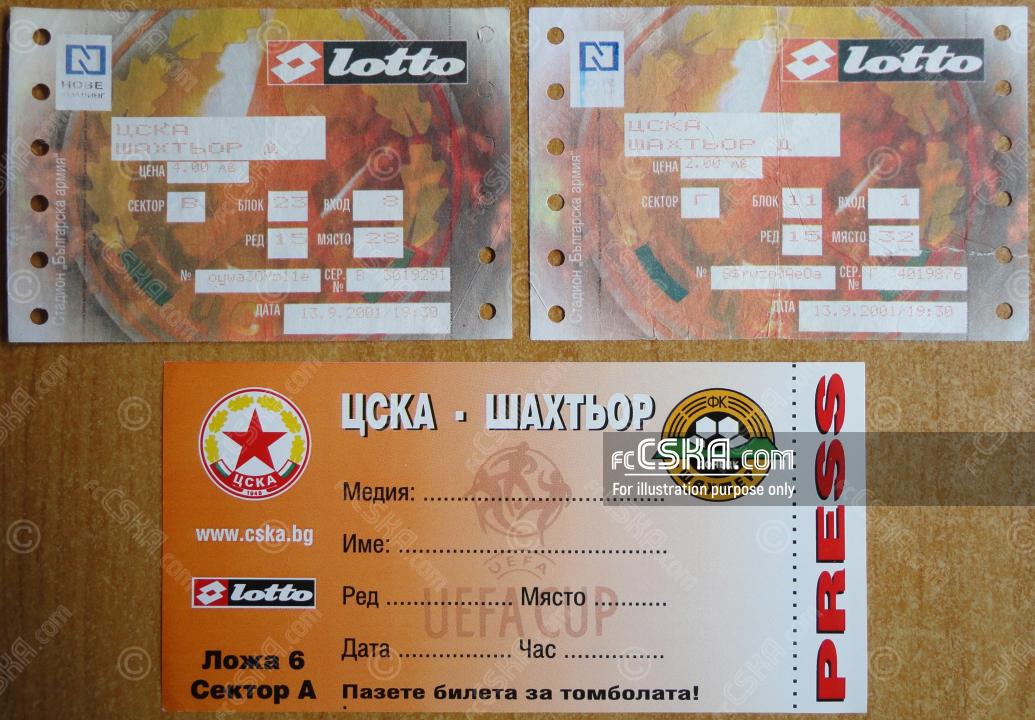 lotto
НОВЕ
ХОЛДИНГ
ЦСКА
ШАХТЬОР Д
ЦЕНА 4.00 лв
СЕКТОР В БЛОК 23 ВХОД 8
РЕД 15 МЯСТО 28
Стадион „Българска армия"
СЕР. В 3019291
№
ДАТА 13.9.2001/19:30
lotto
ЦСКА
ШАХТЬОР Д
ЦЕНА 2.00 лв
СЕКТОР Г БЛОК 11 ВХОД 1
РЕД 15 МЯСТО 32
Стадион „Българска армия"
СЕР. Г 4019876
№
ДАТА 13.9.2001/19:30
ЦСКА - ШАХТЬОР
ЦСКА
1948
ФК
www.cska.bg
lotto
Ложа 6
Сектор А
Медия:
Име:
UEFA
UEFA CUP
Ред Място
Дата Час
Пазете билета за томболата!
PRESS
fcCSKA.com
For illustration purpose only